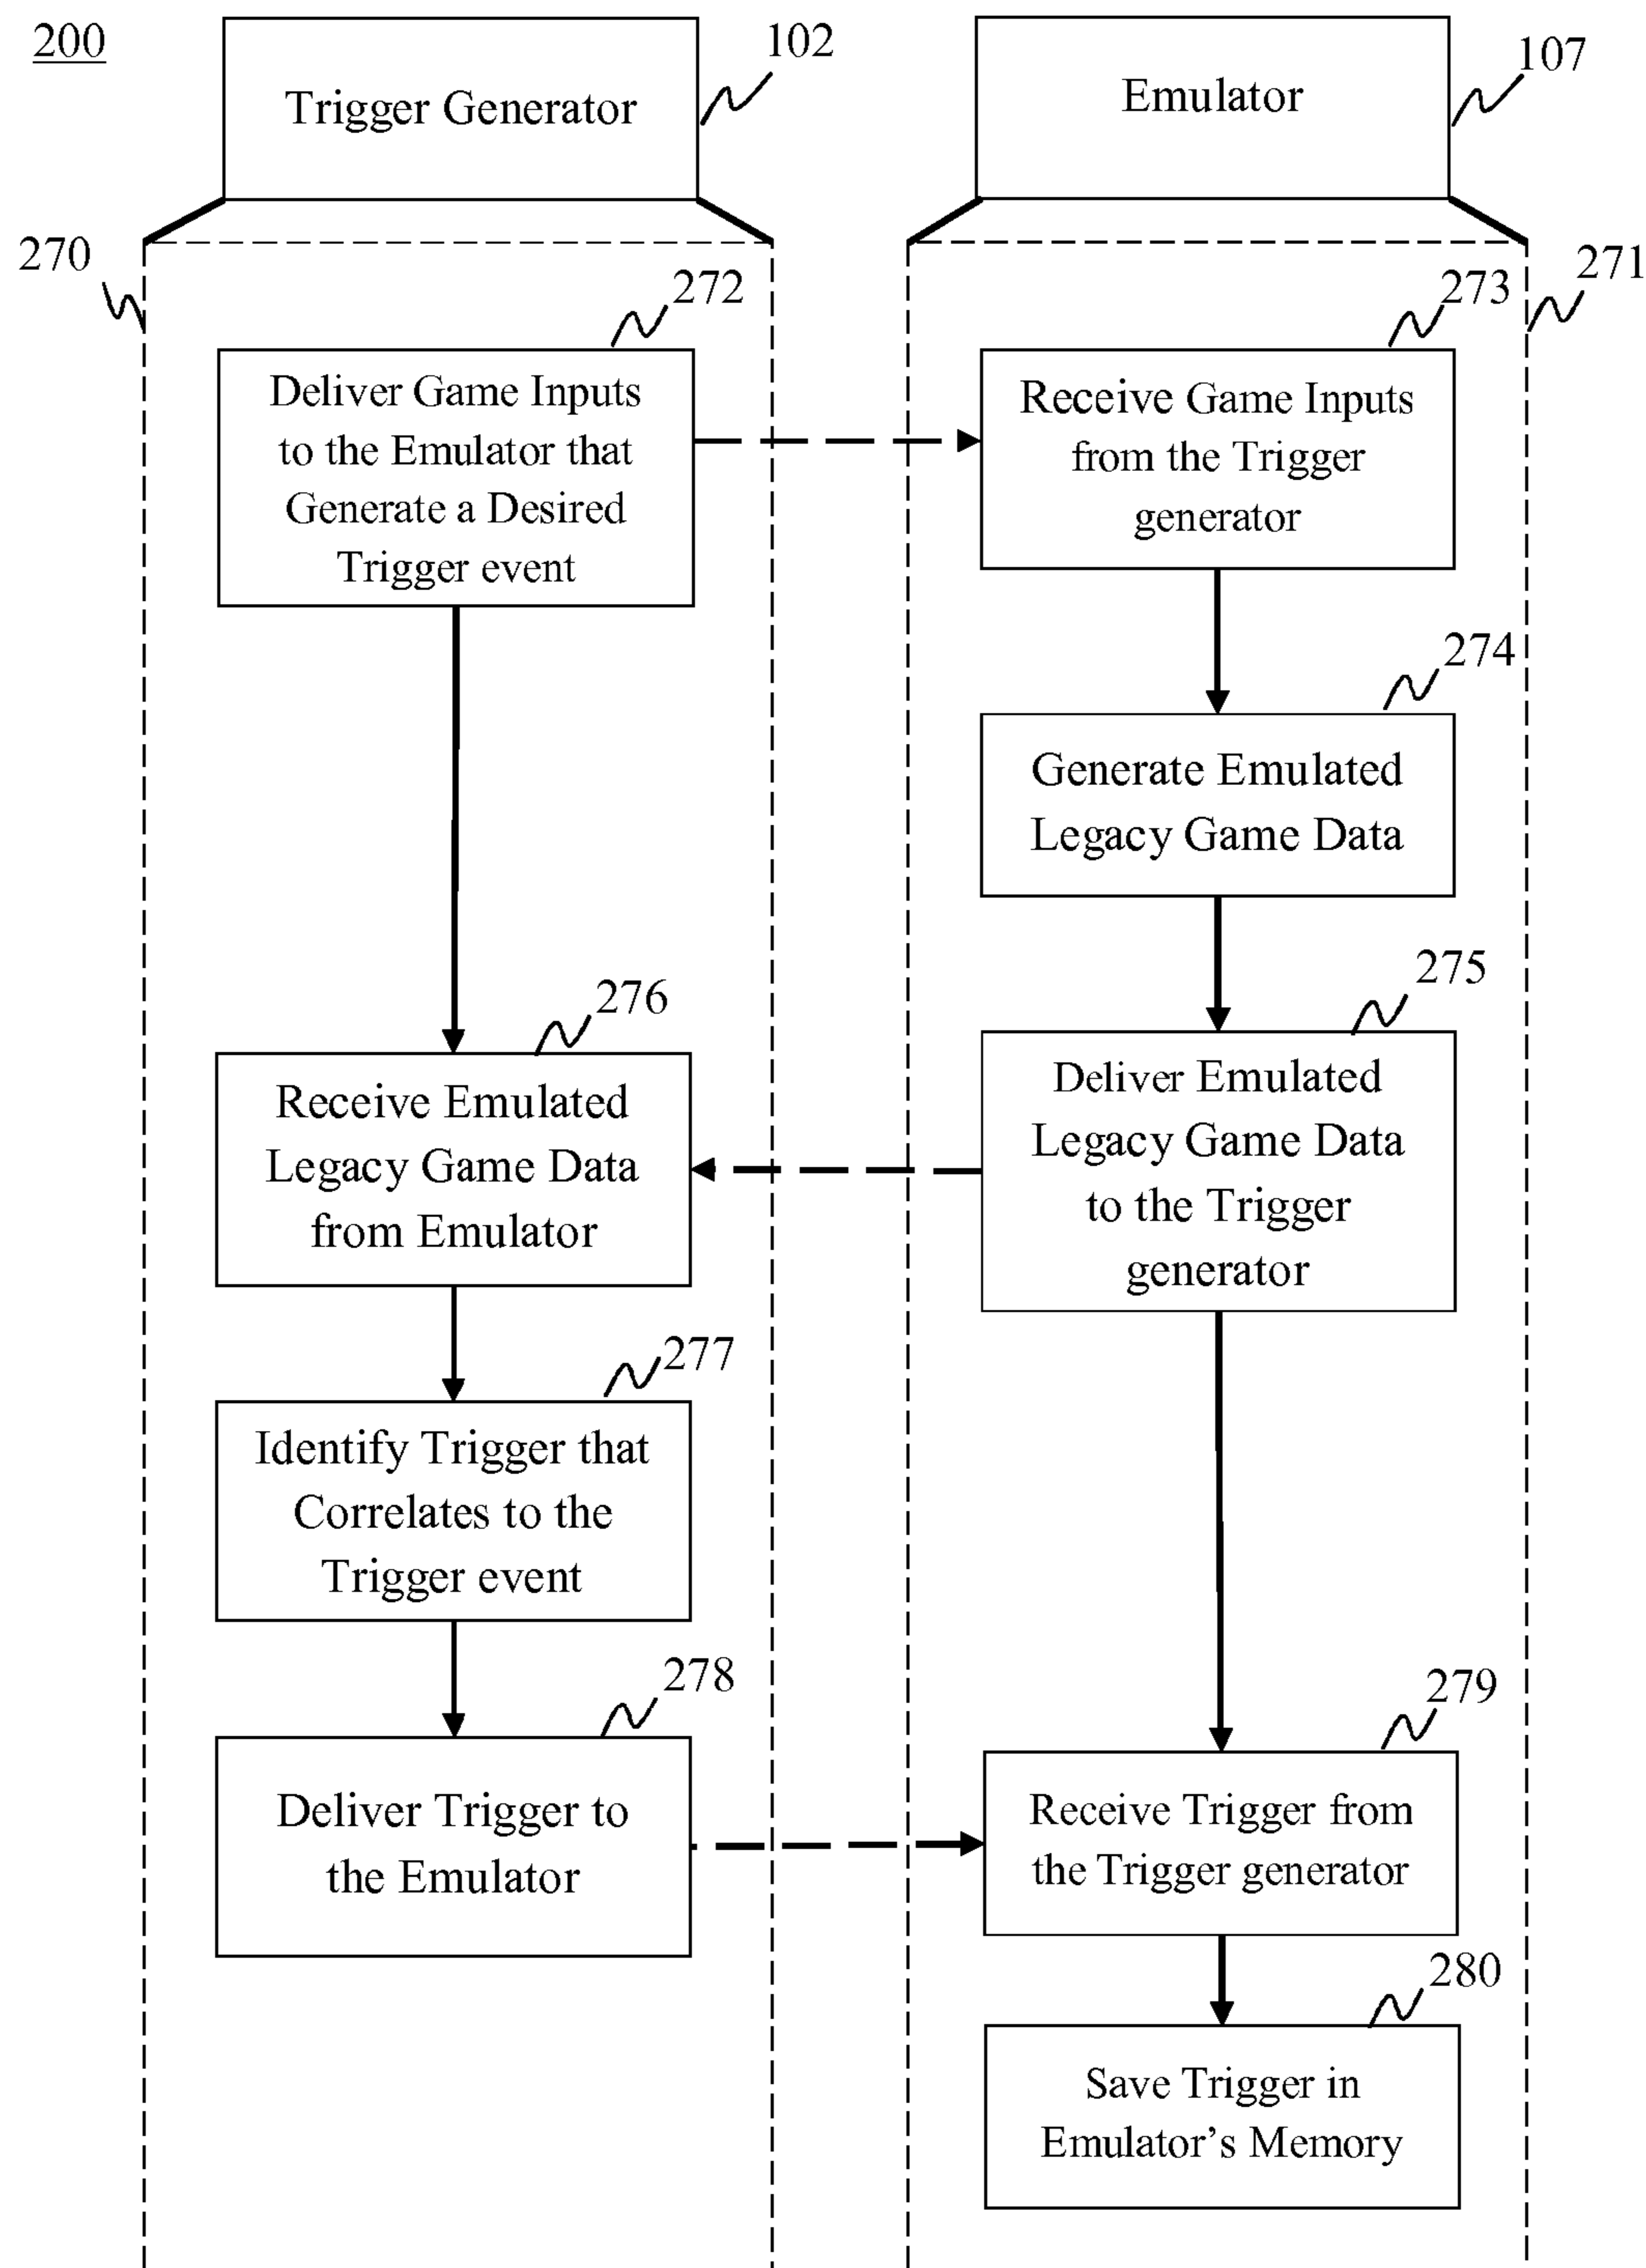 200
Trigger Generator
102
Emulator
107
270
271
272
Deliver Game Inputs
to the Emulator that
Generate a Desired
Trigger event
273
Receive Game Inputs
from the Trigger
generator
274
Generate Emulated
Legacy Game Data
275
Deliver Emulated
Legacy Game Data
to the Trigger
generator
276
Receive Emulated
Legacy Game Data
from Emulator
277
Identify Trigger that
Correlates to the
Trigger event
278
Deliver Trigger to
the Emulator
279
Receive Trigger from
the Trigger generator
280
Save Trigger in
Emulator’s Memory